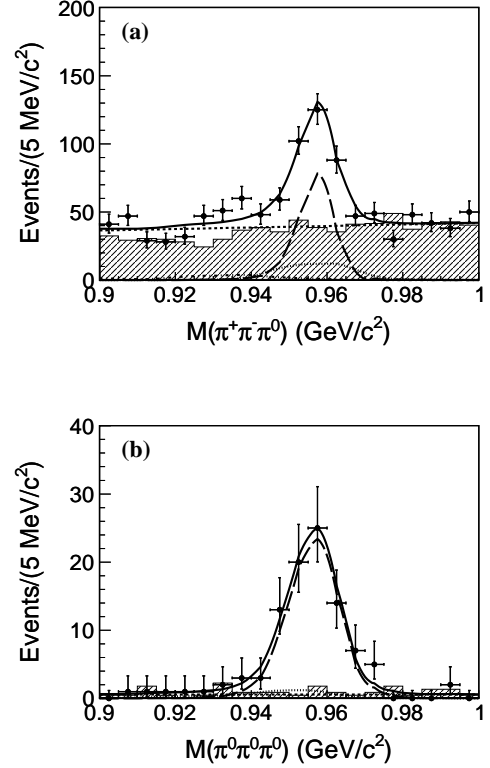 200
(a)
150
100
50
0
Events/(5 MeV/c²)
0.9 0.92 0.94 0.96 0.98 1
M(π⁺π⁻π⁰) (GeV/c²)
40
(b)
30
20
10
0
Events/(5 MeV/c²)
0.9 0.92 0.94 0.96 0.98 1
M(π⁰π⁰π⁰) (GeV/c²)